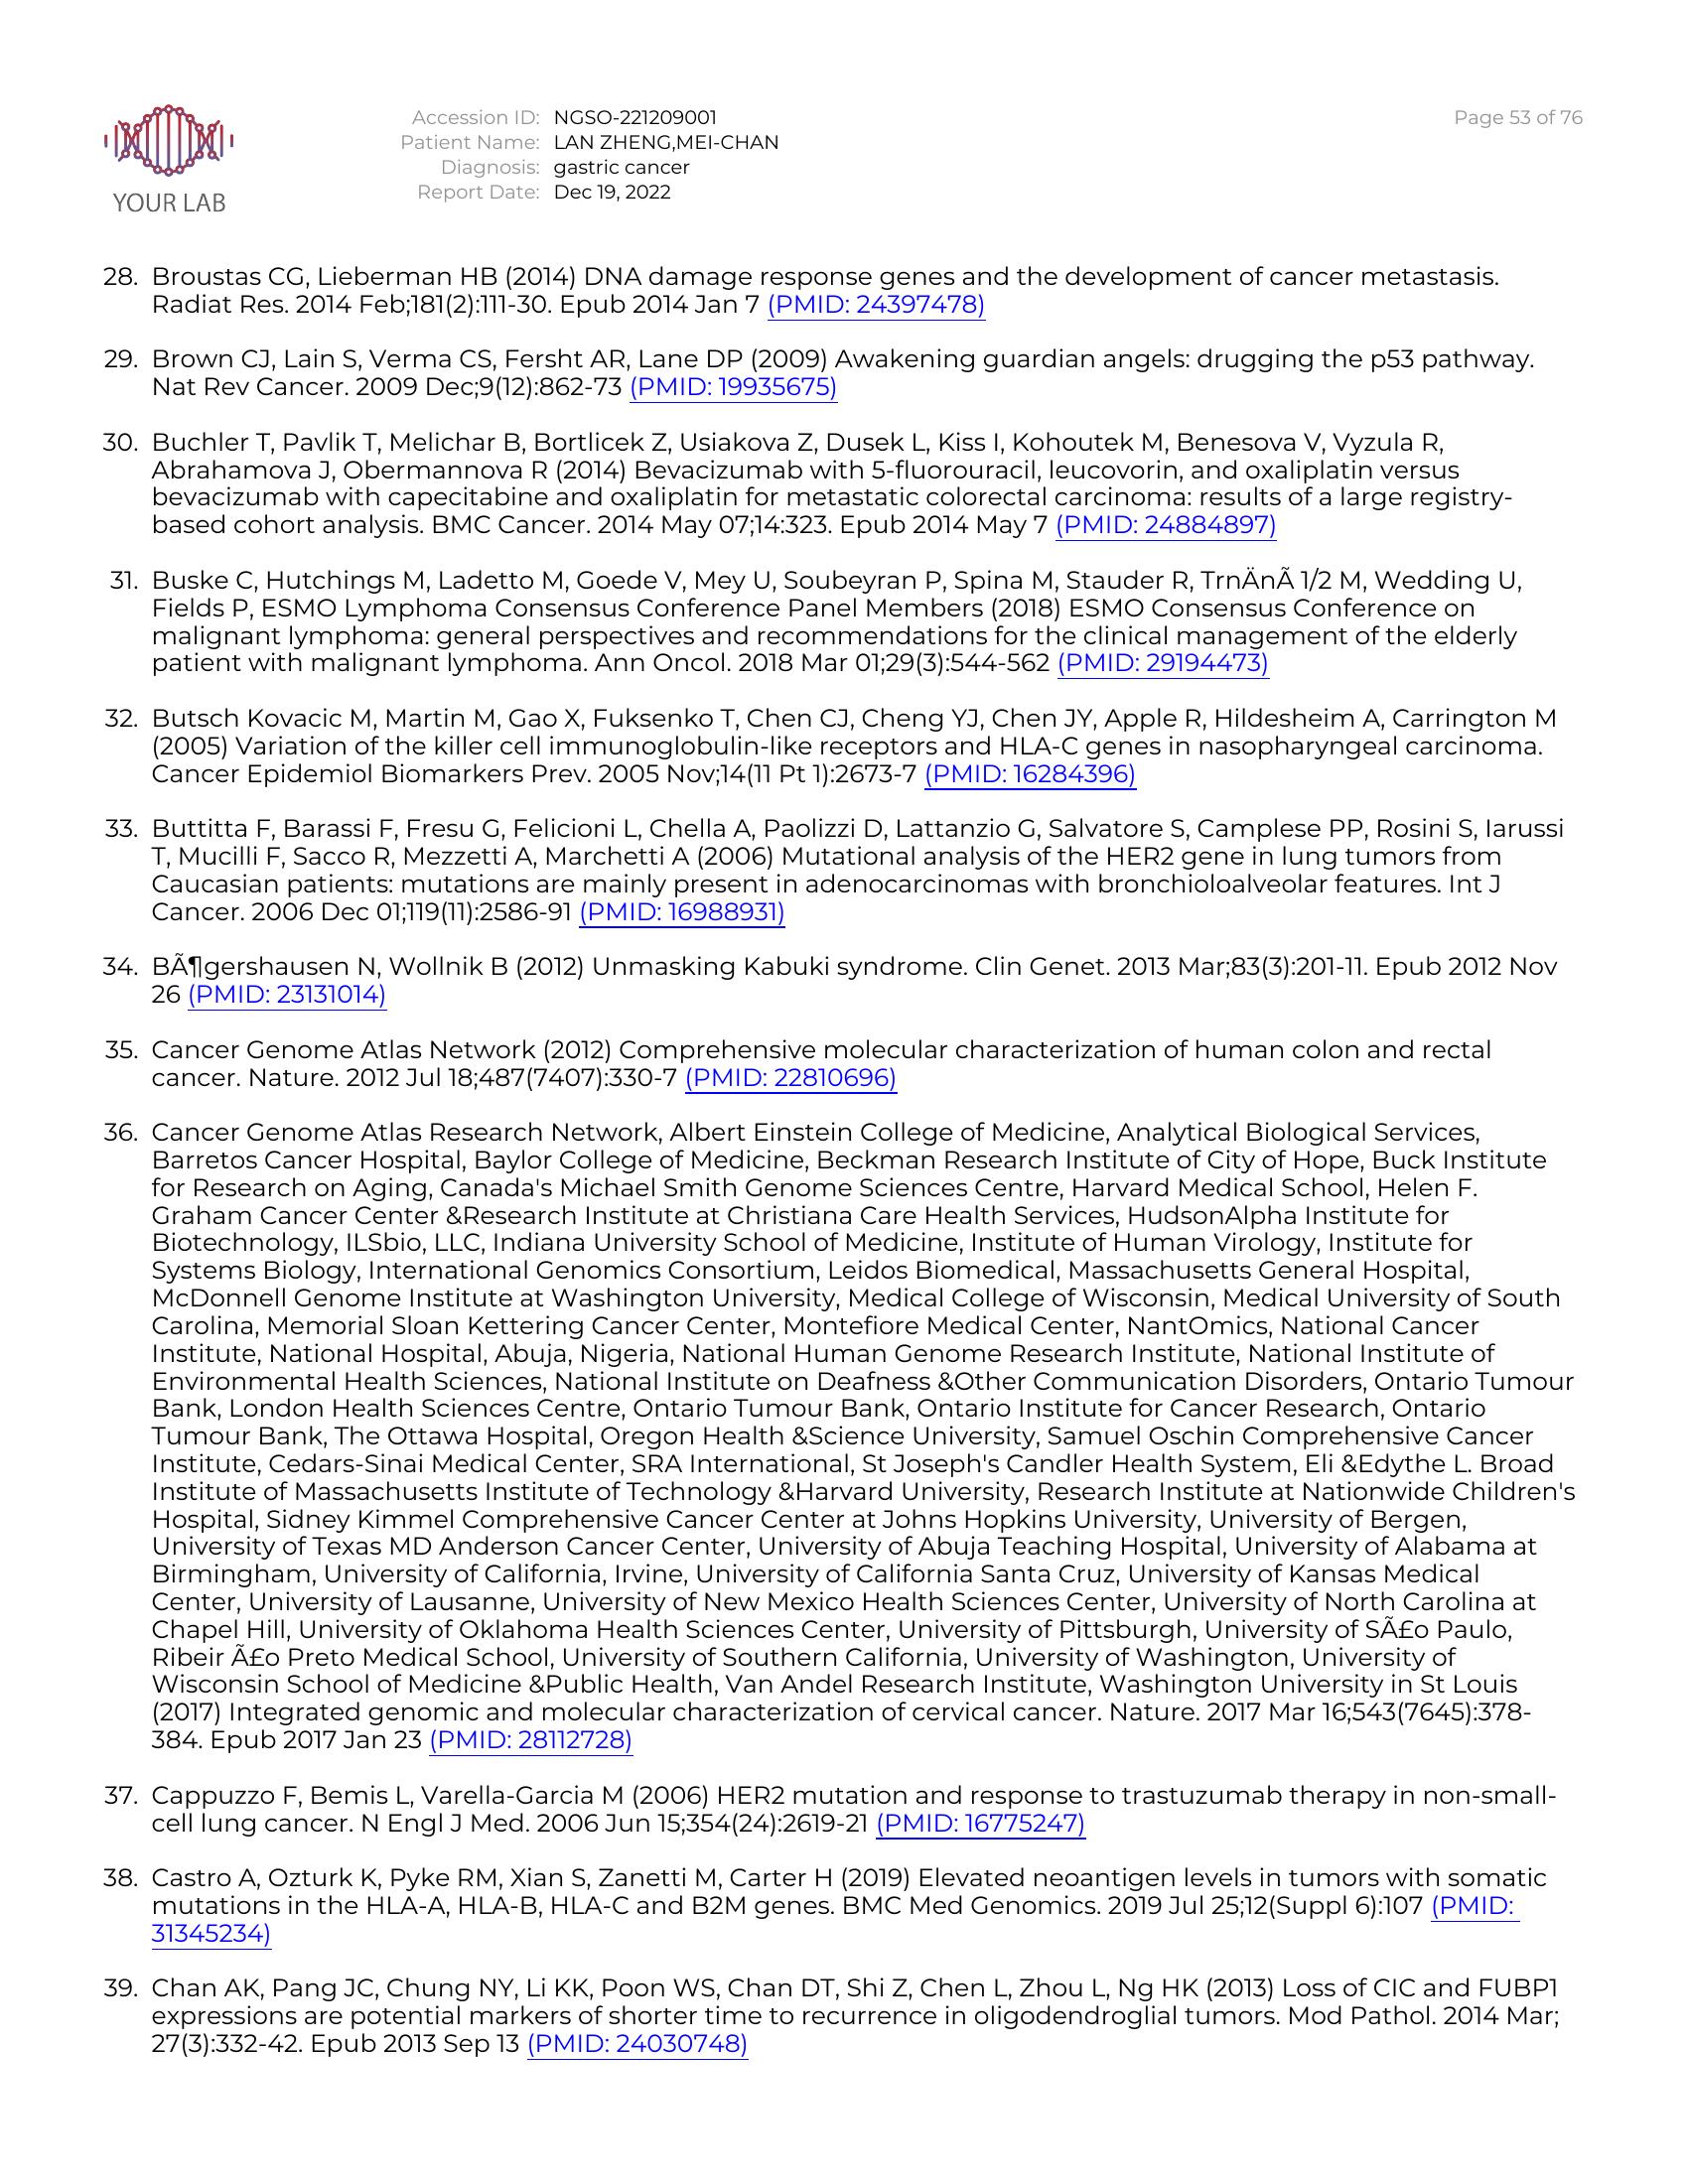 YOUR LAB
Accession ID: NGSO-221209001
Patient Name: LAN ZHENG,MEI-CHAN
Diagnosis: gastric cancer
Report Date: Dec 19, 2022
Page 53 of 76
28. Broustas CG, Lieberman HB (2014) DNA damage response genes and the development of cancer metastasis.
Radiat Res. 2014 Feb;181(2):111-30. Epub 2014 Jan 7 (PMID: 24397478)
29. Brown CJ, Lain S, Verma CS, Fersht AR, Lane DP (2009) Awakening guardian angels: drugging the p53 pathway.
Nat Rev Cancer. 2009 Dec;9(12):862-73 (PMID: 19935675)
30. Buchler T, Pavlik T, Melichar B, Bortlicek Z, Usiakova Z, Dusek L, Kiss I, Kohoutek M, Benesova V, Vyzula R,
Abrahamova J, Obermannova R (2014) Bevacizumab with 5-fluorouracil, leucovorin, and oxaliplatin versus
bevacizumab with capecitabine and oxaliplatin for metastatic colorectal carcinoma: results of a large registry-
based cohort analysis. BMC Cancer. 2014 May 07;14:323. Epub 2014 May 7 (PMID: 24884897)
31. Buske C, Hutchings M, Ladetto M, Goede V, Mey U, Soubeyran P, Spina M, Stauder R, TrnÄnÃ 1/2 M, Wedding U,
Fields P, ESMO Lymphoma Consensus Conference Panel Members (2018) ESMO Consensus Conference on
malignant lymphoma: general perspectives and recommendations for the clinical management of the elderly
patient with malignant lymphoma. Ann Oncol. 2018 Mar 01;29(3):544-562 (PMID: 29194473)
32. Butsch Kovacic M, Martin M, Gao X, Fuksenko T, Chen CJ, Cheng YJ, Chen JY, Apple R, Hildesheim A, Carrington M
(2005) Variation of the killer cell immunoglobulin-like receptors and HLA-C genes in nasopharyngeal carcinoma.
Cancer Epidemiol Biomarkers Prev. 2005 Nov;14(11 Pt 1):2673-7 (PMID: 16284396)
33. Buttitta F, Barassi F, Fresu G, Felicioni L, Chella A, Paolizzi D, Lattanzio G, Salvatore S, Camplese PP, Rosini S, Iarussi
T, Mucilli F, Sacco R, Mezzetti A, Marchetti A (2006) Mutational analysis of the HER2 gene in lung tumors from
Caucasian patients: mutations are mainly present in adenocarcinomas with bronchioloalveolar features. Int J
Cancer. 2006 Dec 01;119(11):2586-91 (PMID: 16988931)
34. BÃ¶gershausen N, Wollnik B (2012) Unmasking Kabuki syndrome. Clin Genet. 2013 Mar;83(3):201-11. Epub 2012 Nov
26 (PMID: 23131014)
35. Cancer Genome Atlas Network (2012) Comprehensive molecular characterization of human colon and rectal
cancer. Nature. 2012 Jul 18;487(7407):330-7 (PMID: 22810696)
36. Cancer Genome Atlas Research Network, Albert Einstein College of Medicine, Analytical Biological Services,
Barretos Cancer Hospital, Baylor College of Medicine, Beckman Research Institute of City of Hope, Buck Institute
for Research on Aging, Canada's Michael Smith Genome Sciences Centre, Harvard Medical School, Helen F.
Graham Cancer Center &Research Institute at Christiana Care Health Services, HudsonAlpha Institute for
Biotechnology, ILSbio, LLC, Indiana University School of Medicine, Institute of Human Virology, Institute for
Systems Biology, International Genomics Consortium, Leidos Biomedical, Massachusetts General Hospital,
McDonnell Genome Institute at Washington University, Medical College of Wisconsin, Medical University of South
Carolina, Memorial Sloan Kettering Cancer Center, Montefiore Medical Center, NantOmics, National Cancer
Institute, National Hospital, Abuja, Nigeria, National Human Genome Research Institute, National Institute of
Environmental Health Sciences, National Institute on Deafness &Other Communication Disorders, Ontario Tumour
Bank, London Health Sciences Centre, Ontario Tumour Bank, Ontario Institute for Cancer Research, Ontario
Tumour Bank, The Ottawa Hospital, Oregon Health &Science University, Samuel Oschin Comprehensive Cancer
Institute, Cedars-Sinai Medical Center, SRA International, St Joseph's Candler Health System, Eli &Edythe L. Broad
Institute of Massachusetts Institute of Technology &Harvard University, Research Institute at Nationwide Children's
Hospital, Sidney Kimmel Comprehensive Cancer Center at Johns Hopkins University, University of Bergen,
University of Texas MD Anderson Cancer Center, University of Abuja Teaching Hospital, University of Alabama at
Birmingham, University of California, Irvine, University of California Santa Cruz, University of Kansas Medical
Center, University of Lausanne, University of New Mexico Health Sciences Center, University of North Carolina at
Chapel Hill, University of Oklahoma Health Sciences Center, University of Pittsburgh, University of SÃ£o Paulo,
Ribeir Ã£o Preto Medical School, University of Southern California, University of Washington, University of
Wisconsin School of Medicine &Public Health, Van Andel Research Institute, Washington University in St Louis
(2017) Integrated genomic and molecular characterization of cervical cancer. Nature. 2017 Mar 16;543(7645):378-
384. Epub 2017 Jan 23 (PMID: 28112728)
37. Cappuzzo F, Bemis L, Varella-Garcia M (2006) HER2 mutation and response to trastuzumab therapy in non-small-
cell lung cancer. N Engl J Med. 2006 Jun 15;354(24):2619-21 (PMID: 16775247)
38. Castro A, Ozturk K, Pyke RM, Xian S, Zanetti M, Carter H (2019) Elevated neoantigen levels in tumors with somatic
mutations in the HLA-A, HLA-B, HLA-C and B2M genes. BMC Med Genomics. 2019 Jul 25;12(Suppl 6):107 (PMID:
31345234)
39. Chan AK, Pang JC, Chung NY, Li KK, Poon WS, Chan DT, Shi Z, Chen L, Zhou L, Ng HK (2013) Loss of CIC and FUBP1
expressions are potential markers of shorter time to recurrence in oligodendroglial tumors. Mod Pathol. 2014 Mar;
27(3):332-42. Epub 2013 Sep 13 (PMID: 24030748)